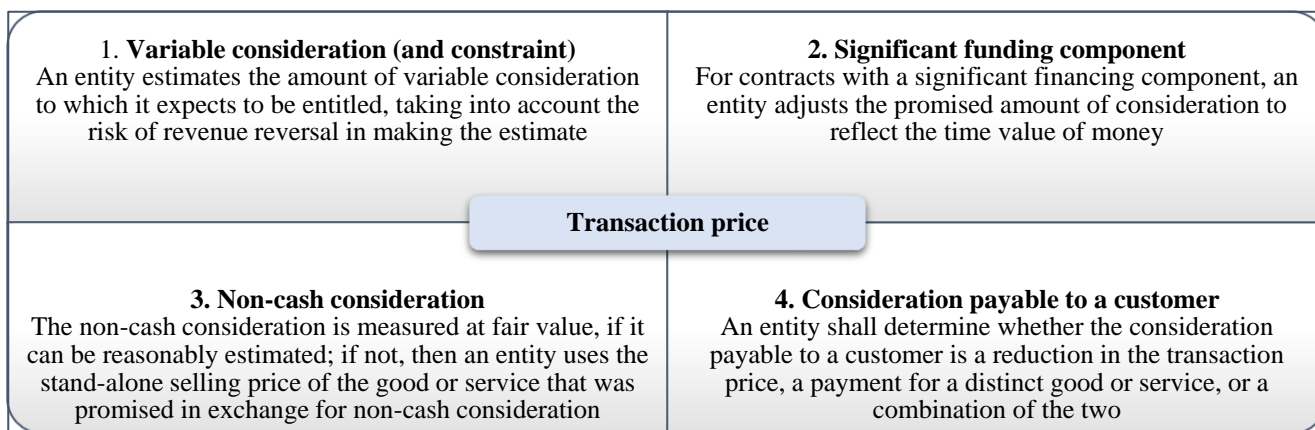 1. Variable consideration (and constraint)
An entity estimates the amount of variable consideration
to which it expects to be entitled, taking into account the
risk of revenue reversal in making the estimate
2. Significant funding component
For contracts with a significant financing component, an
entity adjusts the promised amount of consideration to
reflect the time value of money
Transaction price
3. Non-cash consideration
The non-cash consideration is measured at fair value, if it
can be reasonably estimated; if not, then an entity uses the
stand-alone selling price of the good or service that was
promised in exchange for non-cash consideration
4. Consideration payable to a customer
An entity shall determine whether the consideration
payable to a customer is a reduction in the transaction
price, a payment for a distinct good or service, or a
combination of the two